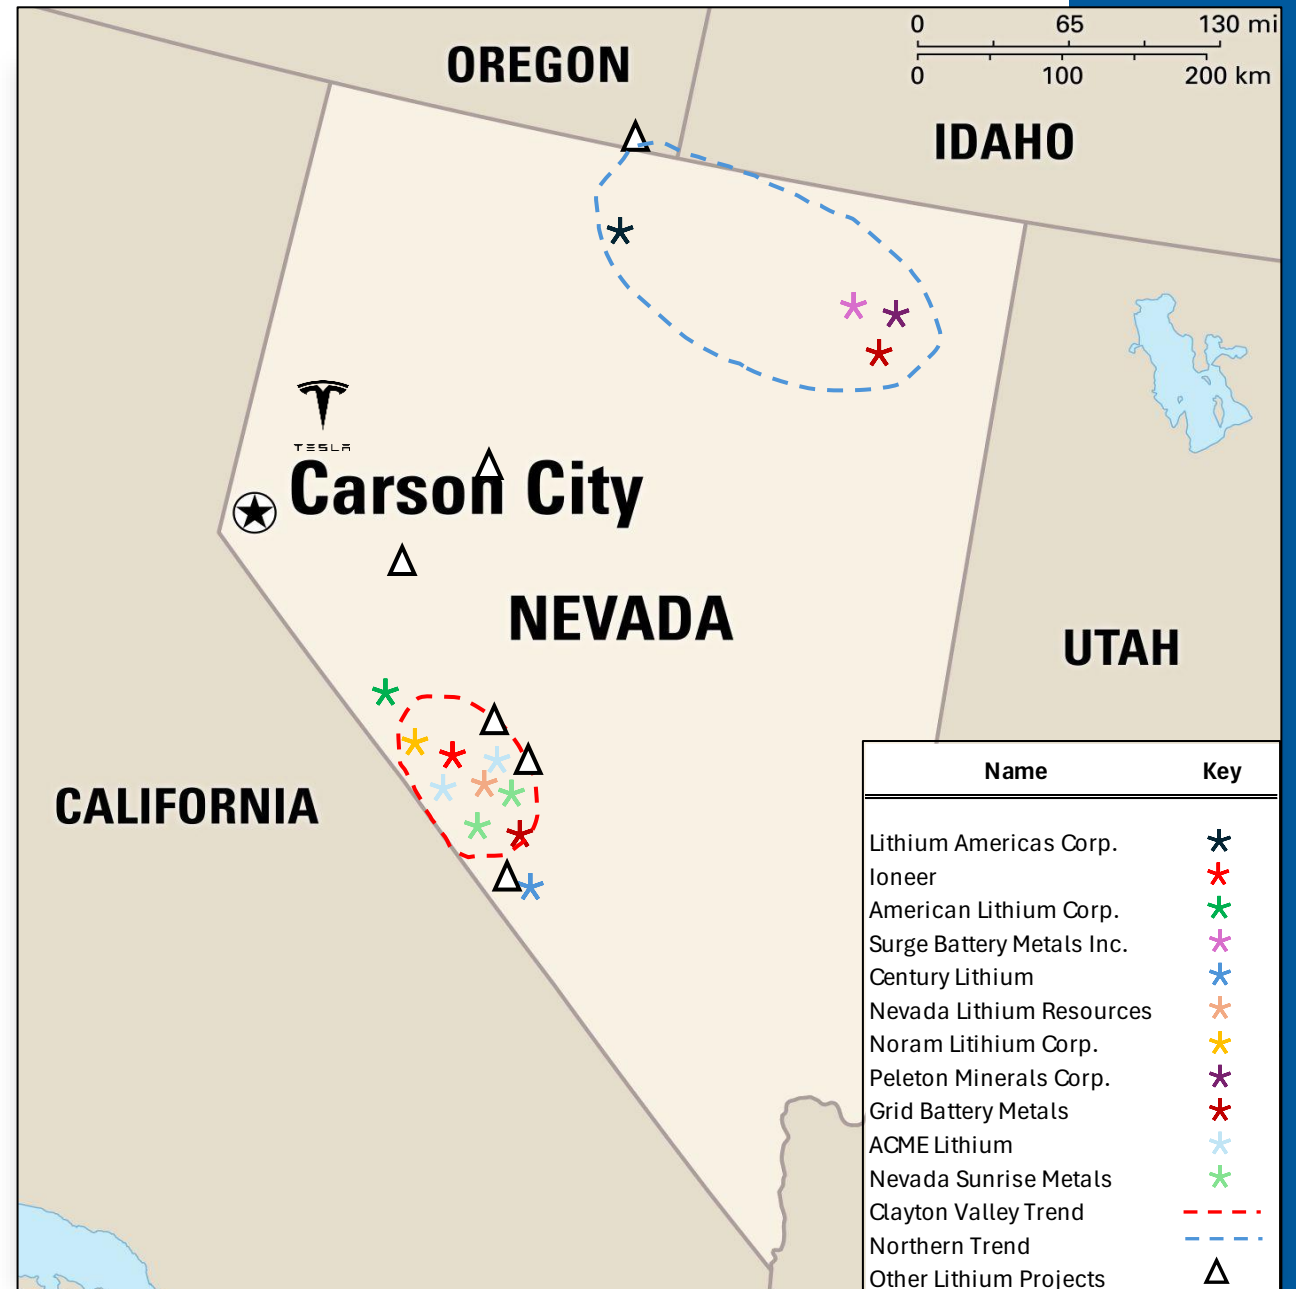 OREGON
0 65 130 mi
0 100 200 km
IDAHO
TESLA
Carson City
NEVADA
UTAH
CALIFORNIA
Name Key
Lithium Americas Corp.
Ioneer
American Lithium Corp.
Surge Battery Metals Inc.
Century Lithium
Nevada Lithium Resources
Noram Litihium Corp.
Peleton Minerals Corp.
Grid Battery Metals
ACME Lithium
Nevada Sunrise Metals
Clayton Valley Trend
Northern Trend
Other Lithium Projects